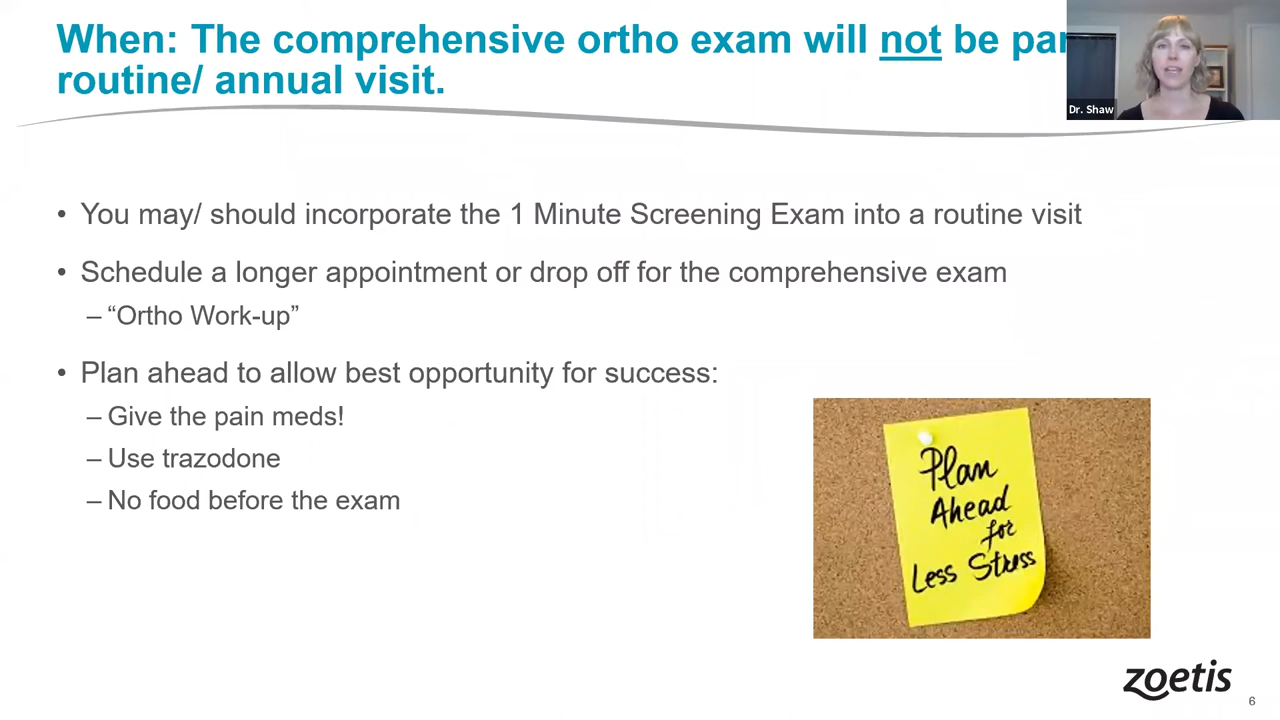 When: The comprehensive ortho exam will not be par
routine/ annual visit.
Dr. Shaw
• You may/ should incorporate the 1 Minute Screening Exam into a routine visit
• Schedule a longer appointment or drop off for the comprehensive exam
– “Ortho Work-up”
• Plan ahead to allow best opportunity for success:
– Give the pain meds!
– Use trazodone
– No food before the exam
Plan
Ahead
for
Less Stress
zoetis
6